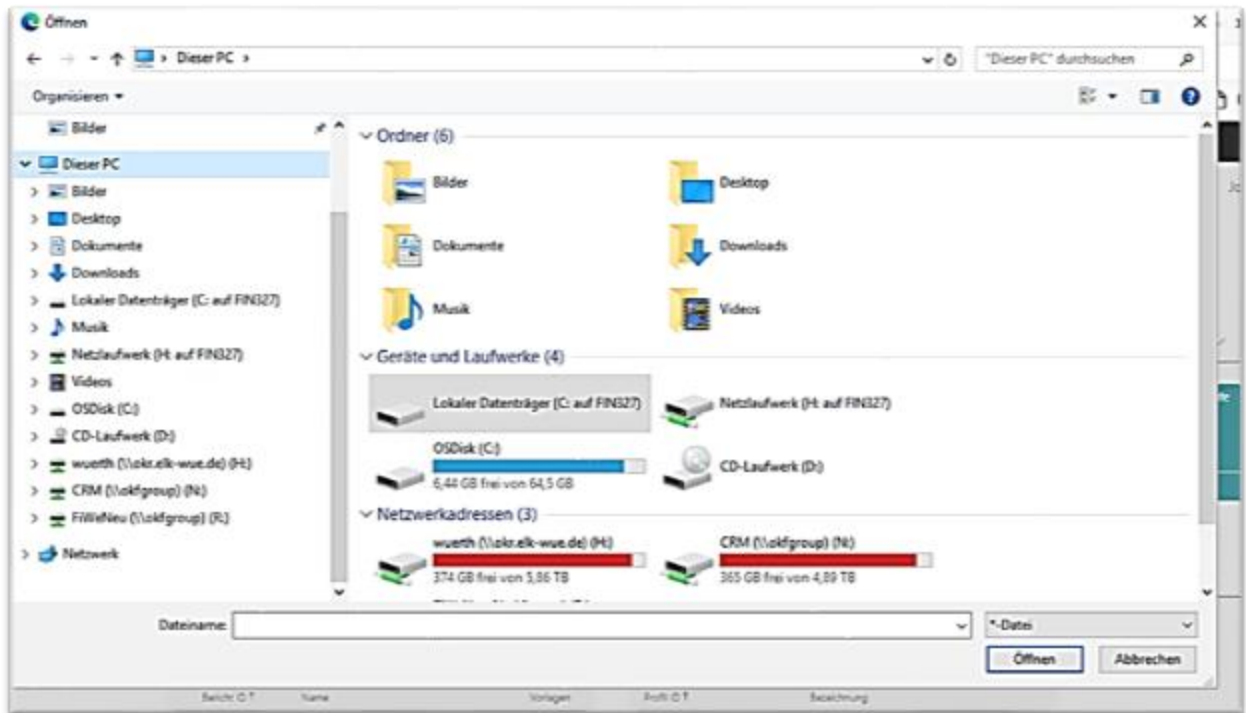 Öffnen
Dieser PC
"Dieser PC" durchsuchen
Organisieren
Bilder
Dieser PC
Bilder
Desktop
Dokumente
Downloads
Lokaler Datenträger (C: auf FIN327)
Musik
Netzlaufwerk (H: auf FIN327)
Videos
OSDisk (C:)
CD-Laufwerk (D:)
wuerth (\\okr.elk-wue.de) (H:)
CRM (\\okfgroup) (N:)
FiWeNeu (\\okfgroup) (R:)
Netzwerk
Ordner (6)
Bilder
Desktop
Dokumente
Downloads
Musik
Videos
Geräte und Laufwerke (4)
Lokaler Datenträger (C: auf FIN327)
Netzlaufwerk (H: auf FIN327)
OSDisk (C:)
6,44 GB frei von 64,5 GB
CD-Laufwerk (D:)
Netzwerkadressen (3)
wuerth (\\okr.elk-wue.de) (H:)
374 GB frei von 5,86 TB
CRM (\\okfgroup) (N:)
365 GB frei von 4,89 TB
Dateiname:
*-Datei
Öffnen
Abbrechen
Name
Vorlagen
Bezeichnung